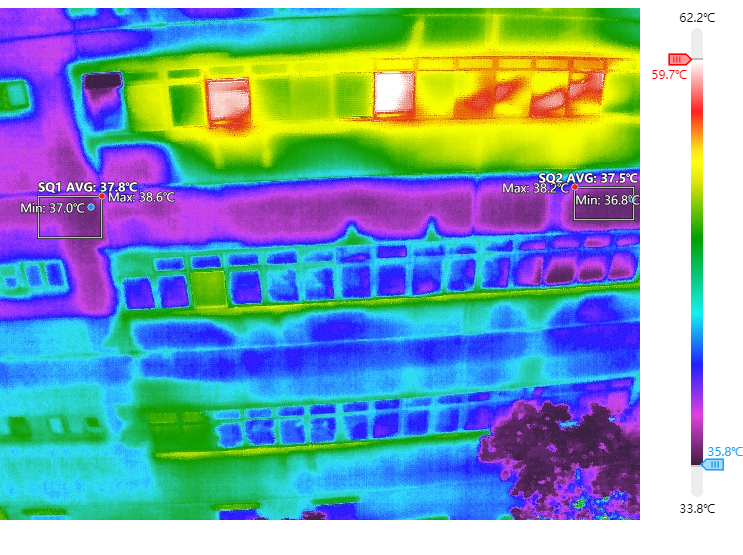 62.2℃
59.7℃
SQ1 AVG: 37.8℃
Max: 38.6℃
Min: 37.0℃
SQ2 AVG: 37.5℃
Max: 38.2℃
Min: 36.8℃
35.8℃
33.8℃